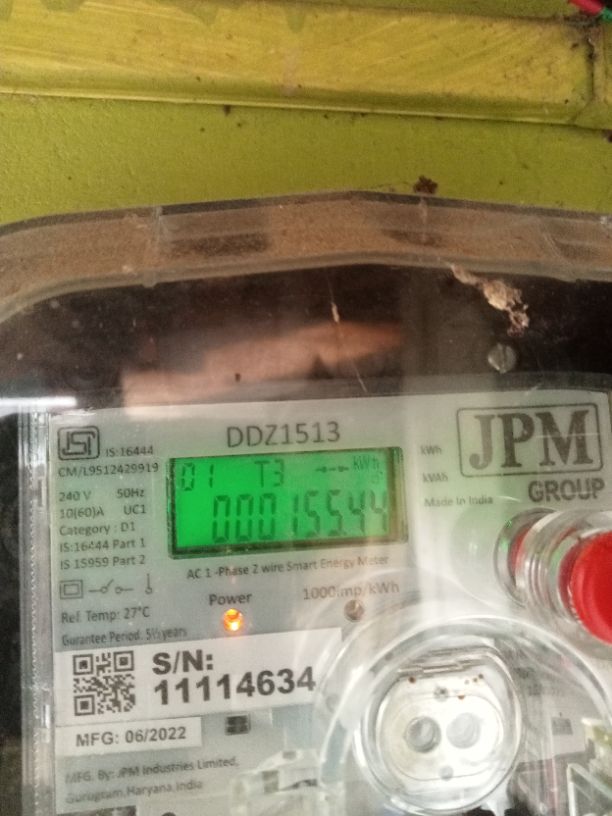 DDZ1513
ISI IS:16444
CM/L9512429919
240 V 50Hz
10(60)A UC1
Category : D1
IS:16444 Part 1
IS 15959 Part 2
01 T3 kWh
00015544
AC 1 -Phase 2 wire Smart Energy Meter
kWh
kVAh
Made in India
JPM
GROUP
Ref. Temp: 27°C
Gurantee Period: 5½ years
Power
1000imp/kWh
S/N:
11114634
MFG: 06/2022
MFG. By: JPM Industries Limited,
Gurugram, Haryana, India